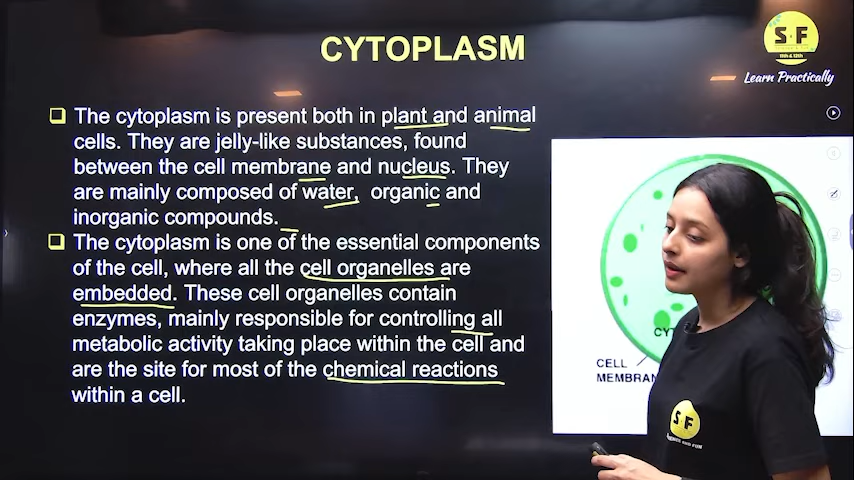 CYTOPLASM
S F
11th & 12th
Learn Practically
❑ The cytoplasm is present both in plant and animal
cells. They are jelly-like substances, found
between the cell membrane and nucleus. They
are mainly composed of water, organic and
inorganic compounds.
❑ The cytoplasm is one of the essential components
of the cell, where all the cell organelles are
embedded. These cell organelles contain
enzymes, mainly responsible for controlling all
metabolic activity taking place within the cell and
are the site for most of the chemical reactions
within a cell.
CY
CELL
MEMBRAN
S F